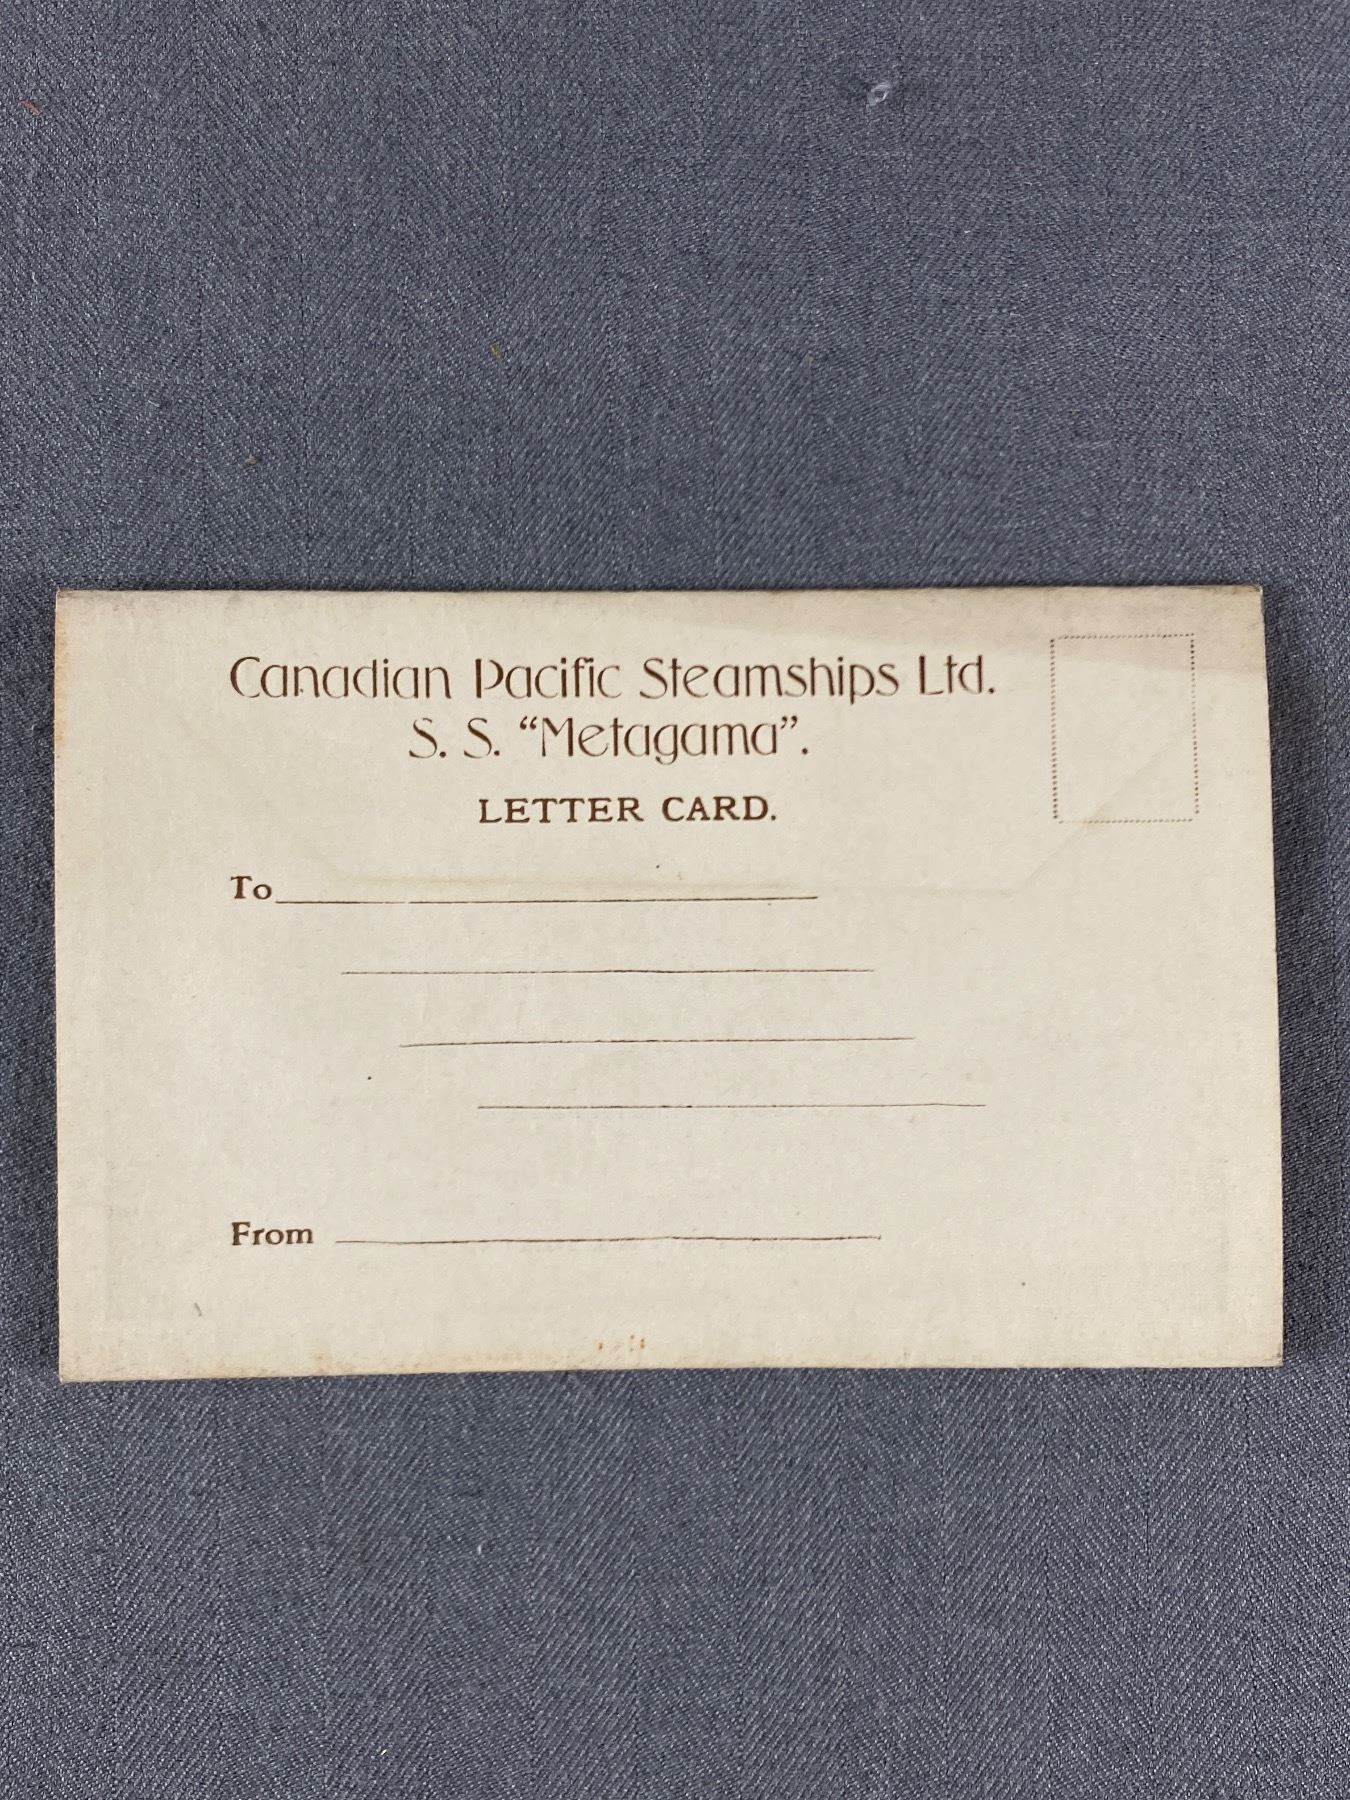 Canadian Pacific Steamships Ltd.
S. S. “Metagama”.
LETTER CARD.
To
From